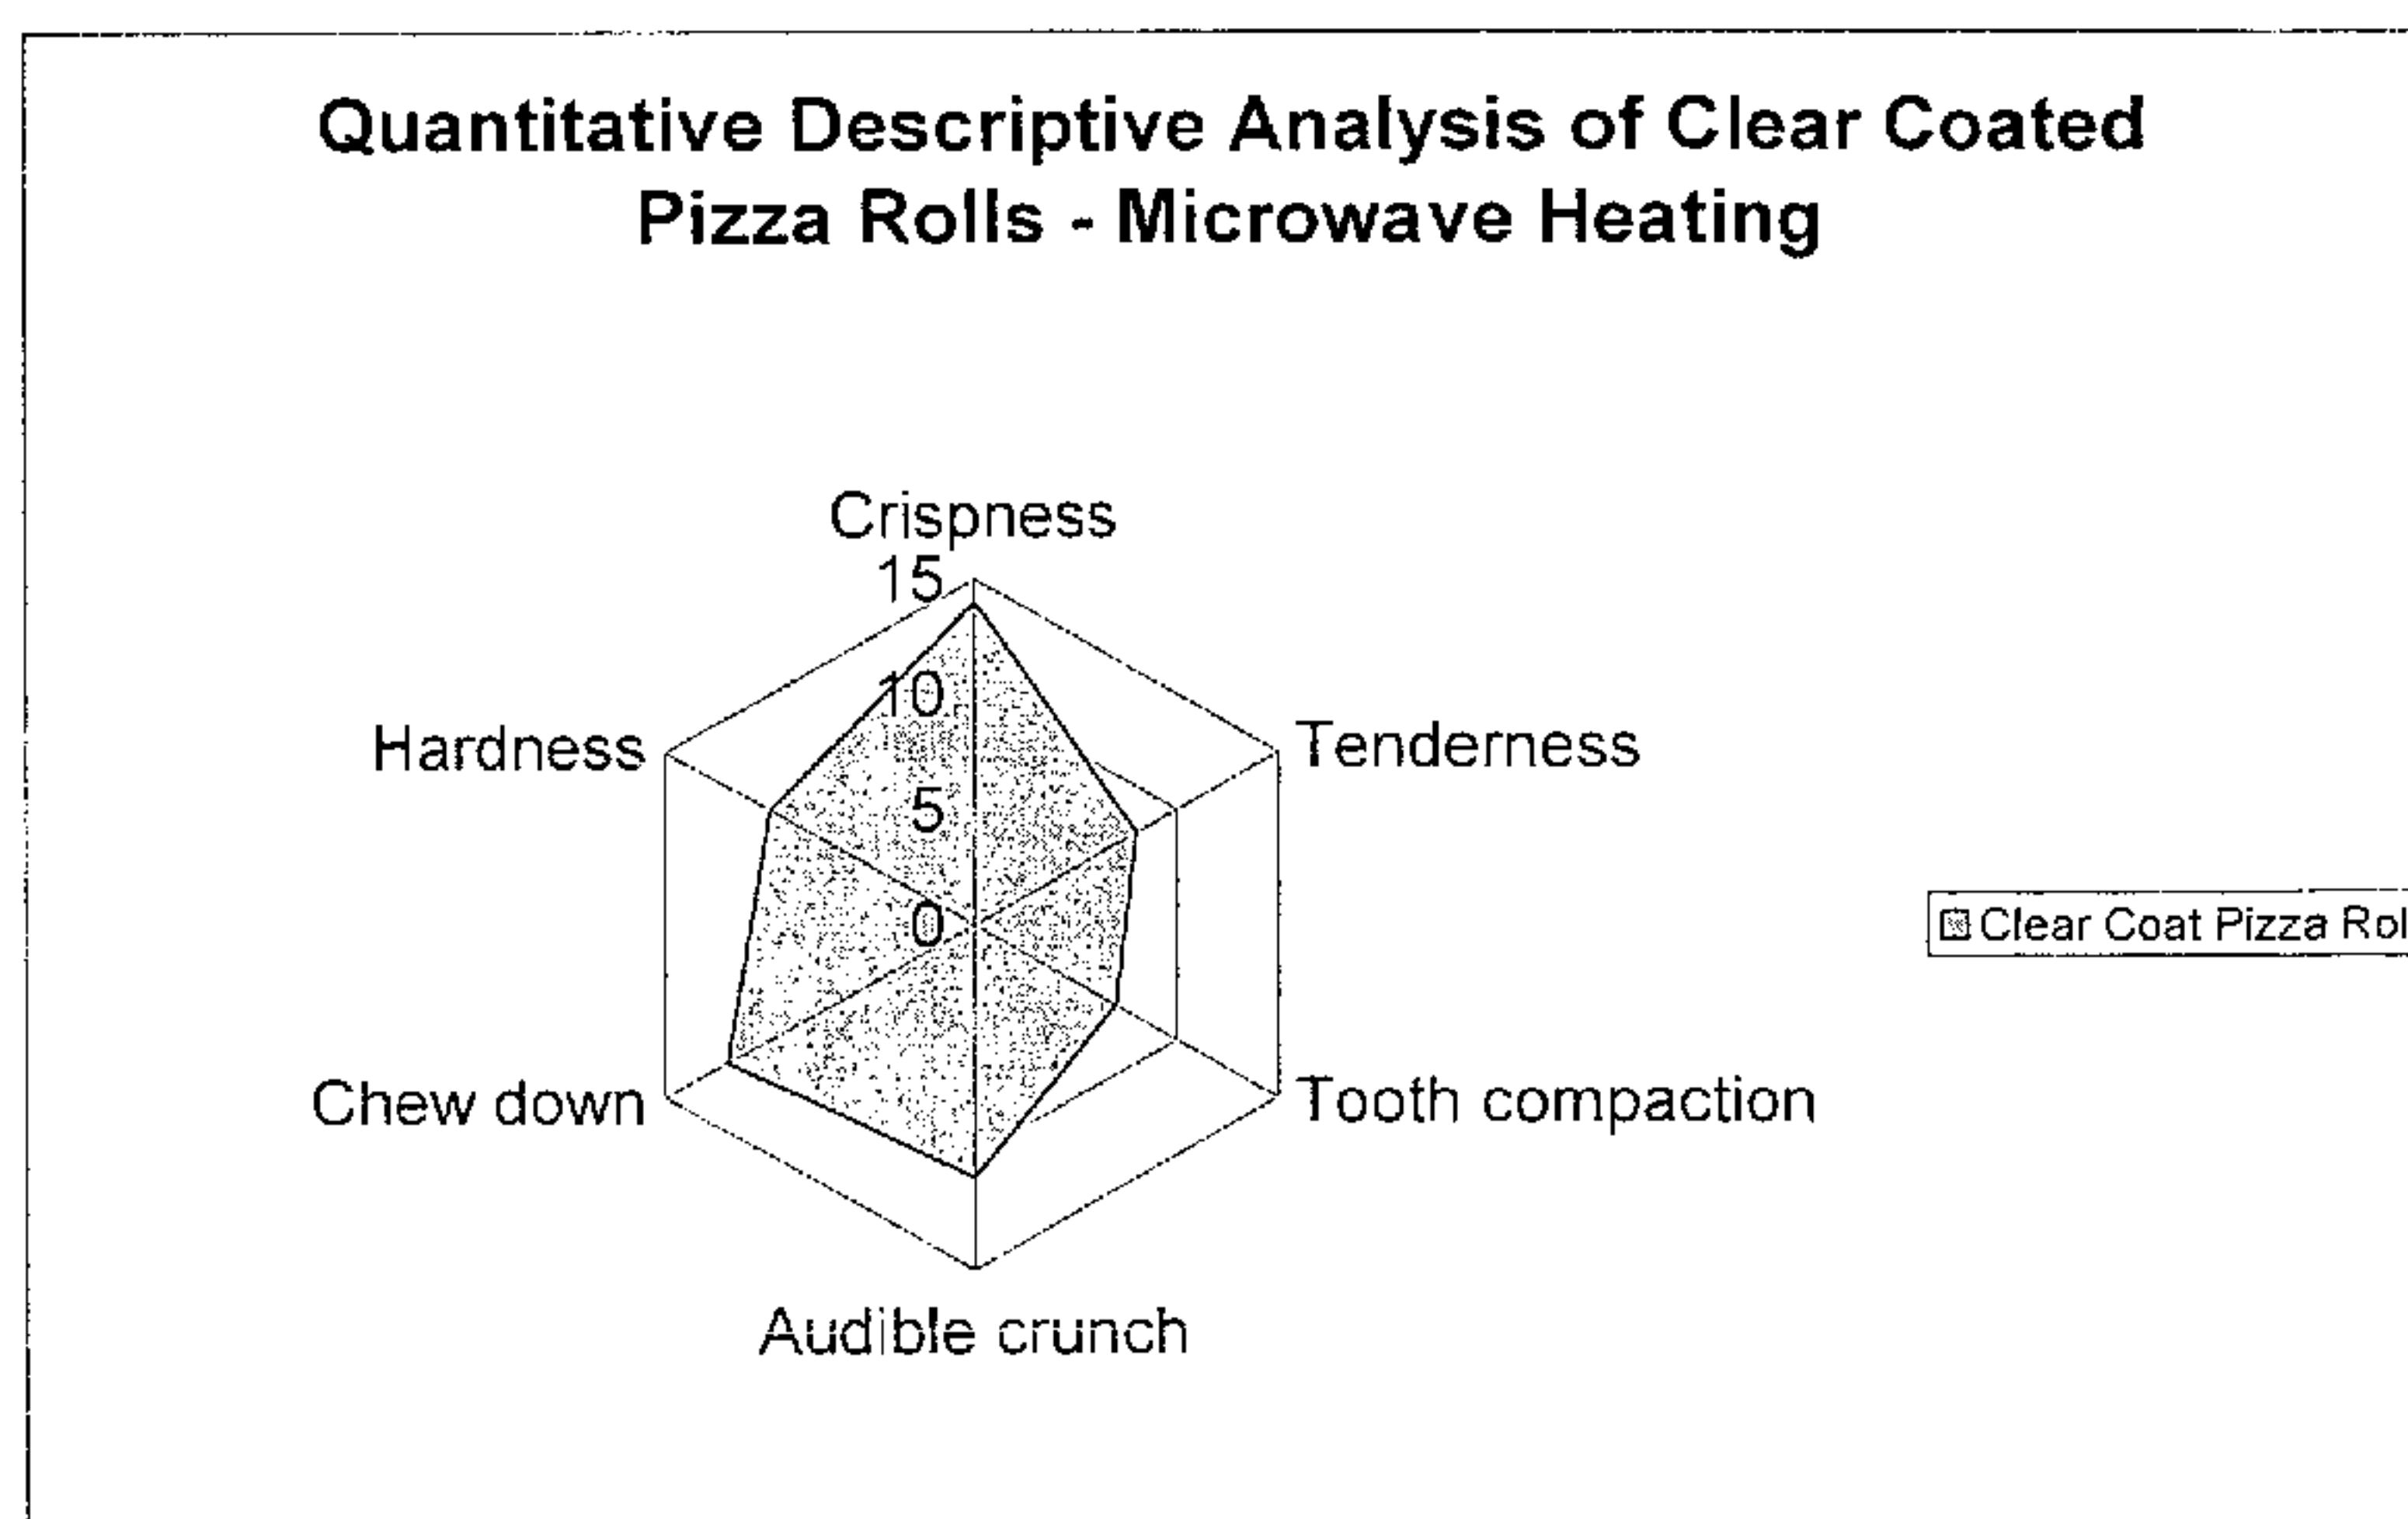 Quantitative Descriptive Analysis of Clear Coated
Pizza Rolls - Microwave Heating
Crispness
15
10
5
0
Hardness
Tenderness
Clear Coat Pizza Rol
Chew down
Tooth compaction
Audible crunch